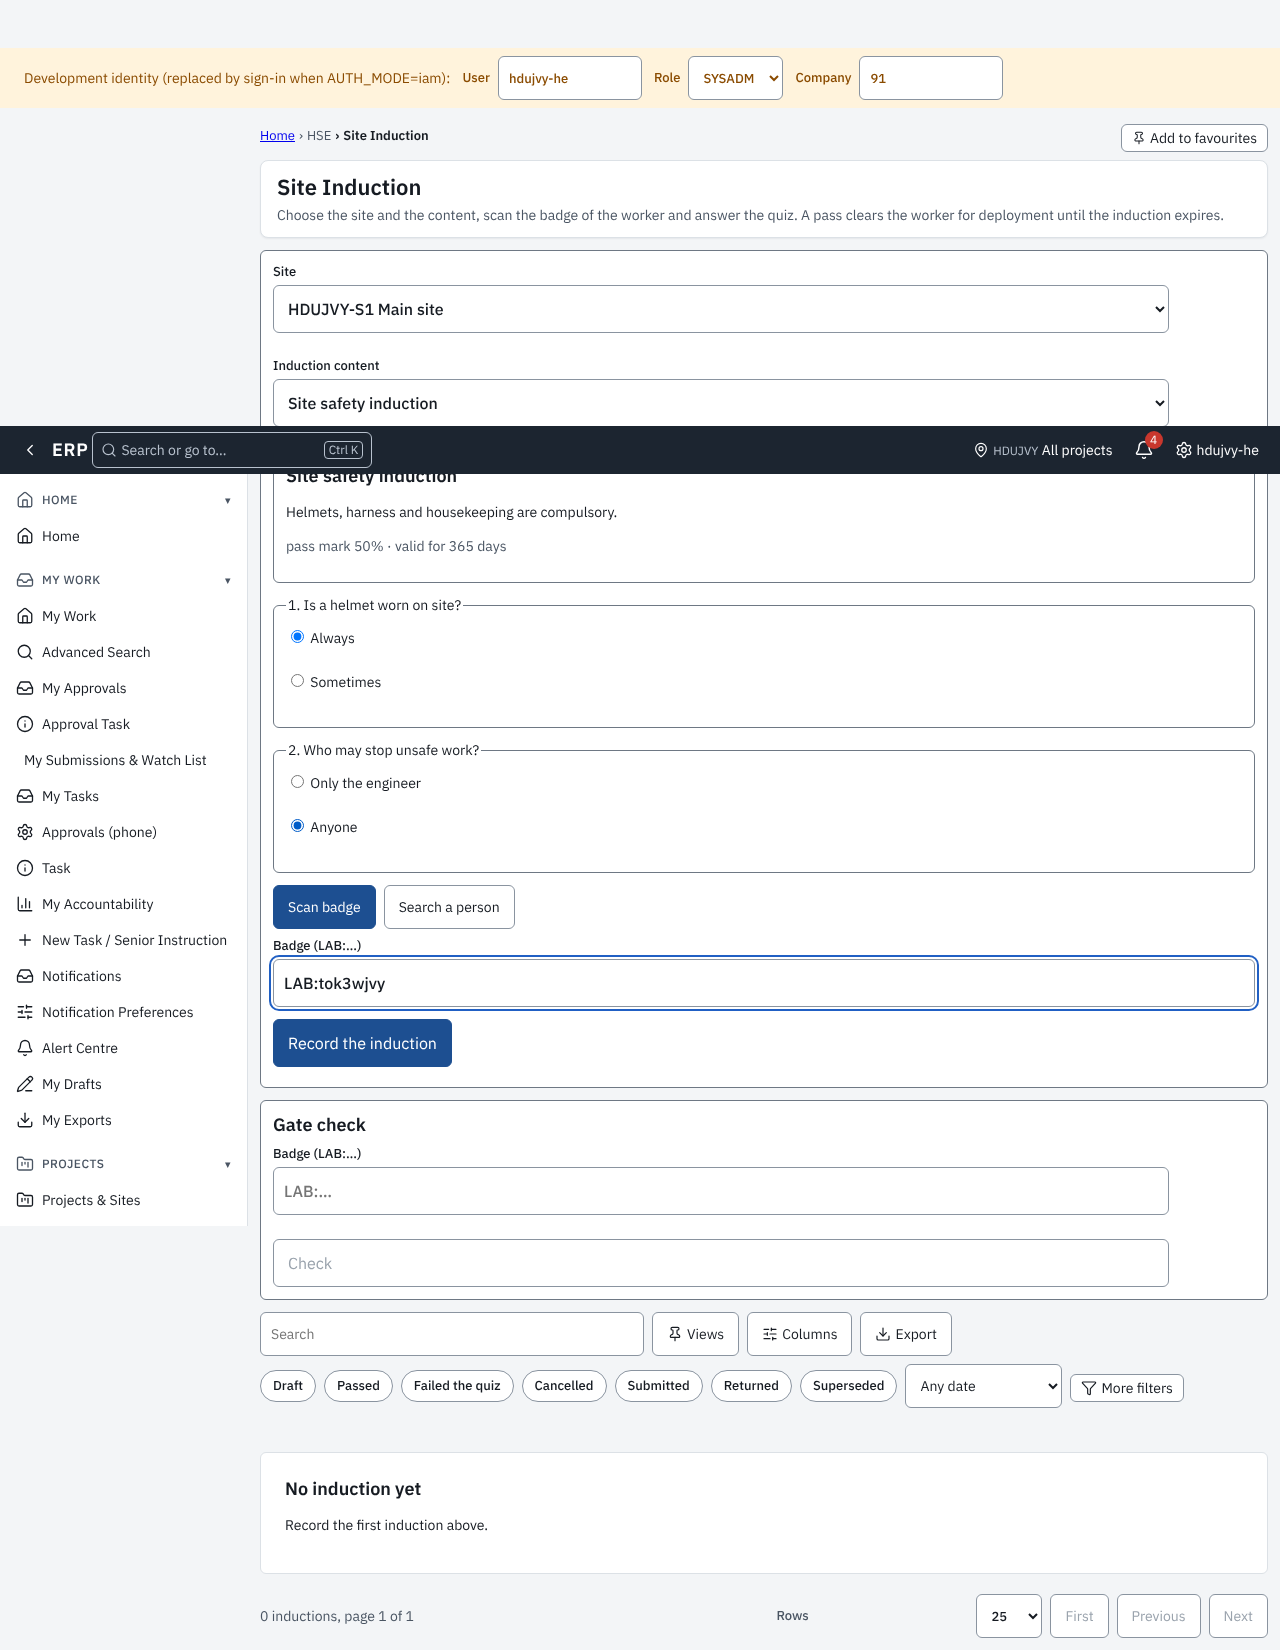 Development identity (replaced by sign-in when AUTH_MODE=iam): User hdujvy-he Role SYSADM Company 91
Home › HSE › Site Induction
Add to favourites
Site Induction
Choose the site and the content, scan the badge of the worker and answer the quiz. A pass clears the worker for deployment until the induction expires.
Site
HDUJVY-S1 Main site
Induction content
Site safety induction
ERP Search or go to... Ctrl K HDUJVY All projects 4 hdujvy-he
Site safety induction
Helmets, harness and housekeeping are compulsory.
pass mark 50% · valid for 365 days
1. Is a helmet worn on site?
Always
Sometimes
2. Who may stop unsafe work?
Only the engineer
Anyone
Scan badge Search a person
Badge (LAB:...)
LAB:tok3wjvy
Record the induction
Gate check
Badge (LAB:...)
LAB:...
Check
Search Views Columns Export
Draft Passed Failed the quiz Cancelled Submitted Returned Superseded Any date More filters
No induction yet
Record the first induction above.
0 inductions, page 1 of 1 Rows 25 First Previous Next
HOME
Home
MY WORK
My Work
Advanced Search
My Approvals
Approval Task
My Submissions & Watch List
My Tasks
Approvals (phone)
Task
My Accountability
New Task / Senior Instruction
Notifications
Notification Preferences
Alert Centre
My Drafts
My Exports
PROJECTS
Projects & Sites